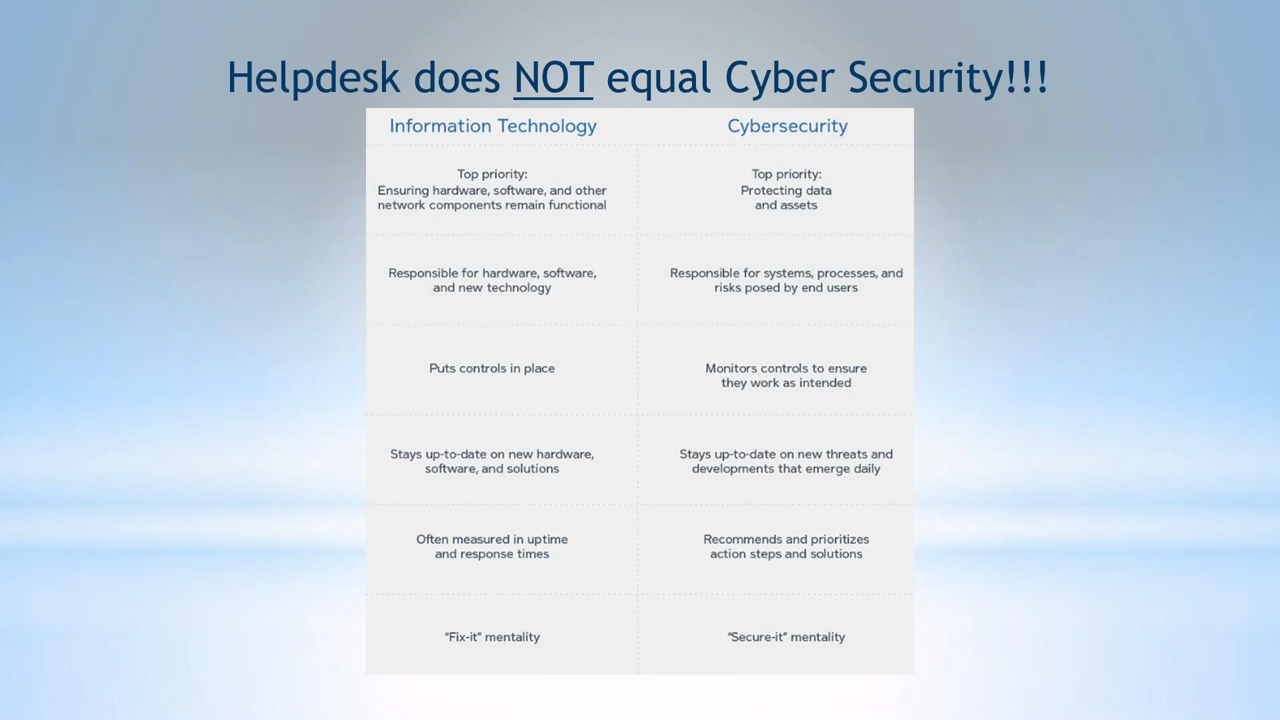 Helpdesk does NOT equal Cyber Security!!!
Information Technology
Cybersecurity
Top priority:
Ensuring hardware, software, and other
network components remain functional
Top priority:
Protecting data
and assets
Responsible for hardware, software,
and new technology
Responsible for systems, processes, and
risks posed by end users
Puts controls in place
Monitors controls to ensure
they work as intended
Stays up-to-date on new hardware,
software, and solutions
Stays up-to-date on new threats and
developments that emerge daily
Often measured in uptime
and response times
Recommends and prioritizes
action steps and solutions
“Fix-it” mentality
“Secure-it” mentality